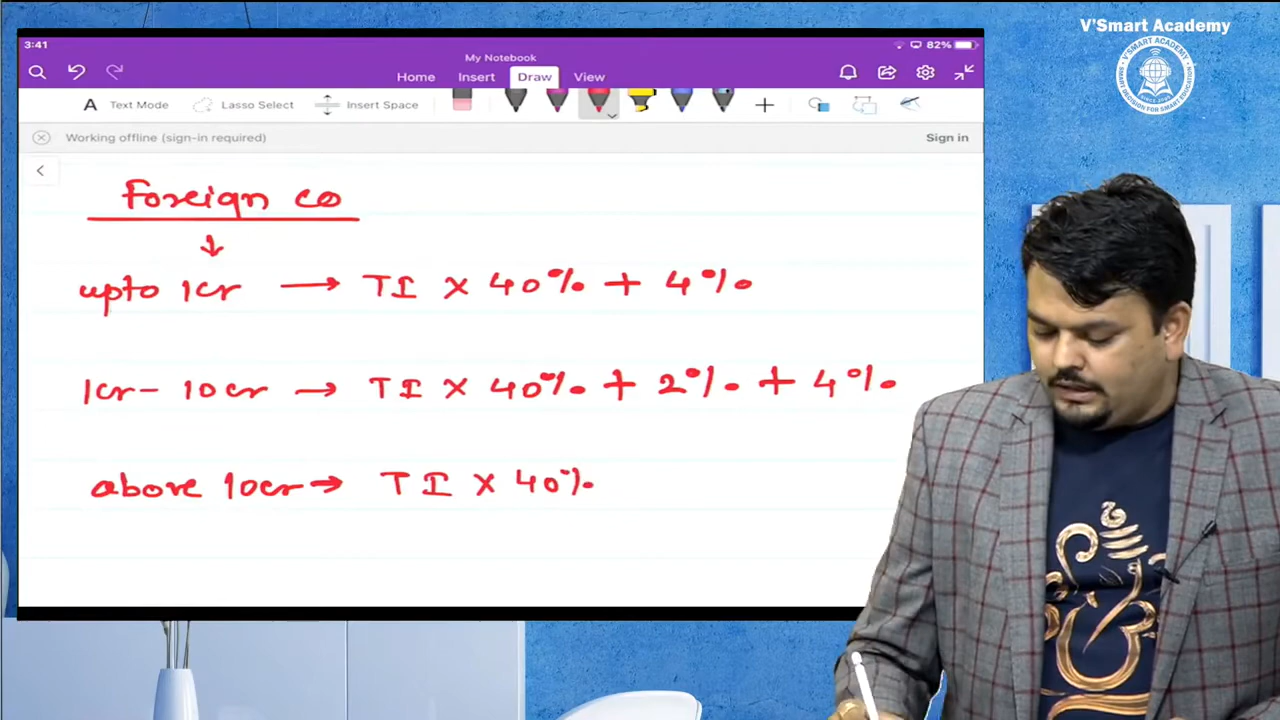 V'Smart Academy
3:41
82%
My Notebook
Home Insert Draw View
A Text Mode Lasso Select Insert Space
Working offline (sign-in required) Sign in
Foreign co
↓
upto 1cr → TI × 40% + 4%
1cr - 10cr → TI × 40% + 2% + 4%
above 10cr → TI × 40%